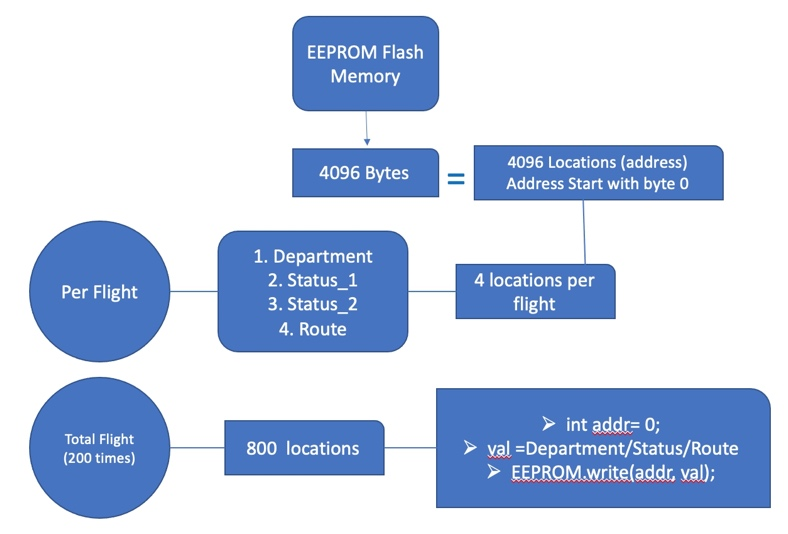 EEPROM Flash
Memory
4096 Bytes
=
4096 Locations (address)
Address Start with byte 0
Per Flight
1. Department
2. Status_1
3. Status_2
4. Route
4 locations per
flight
Total Flight
(200 times)
800 locations
➢ int addr= 0;
➢ val =Department/Status/Route
➢ EEPROM.write(addr, val);